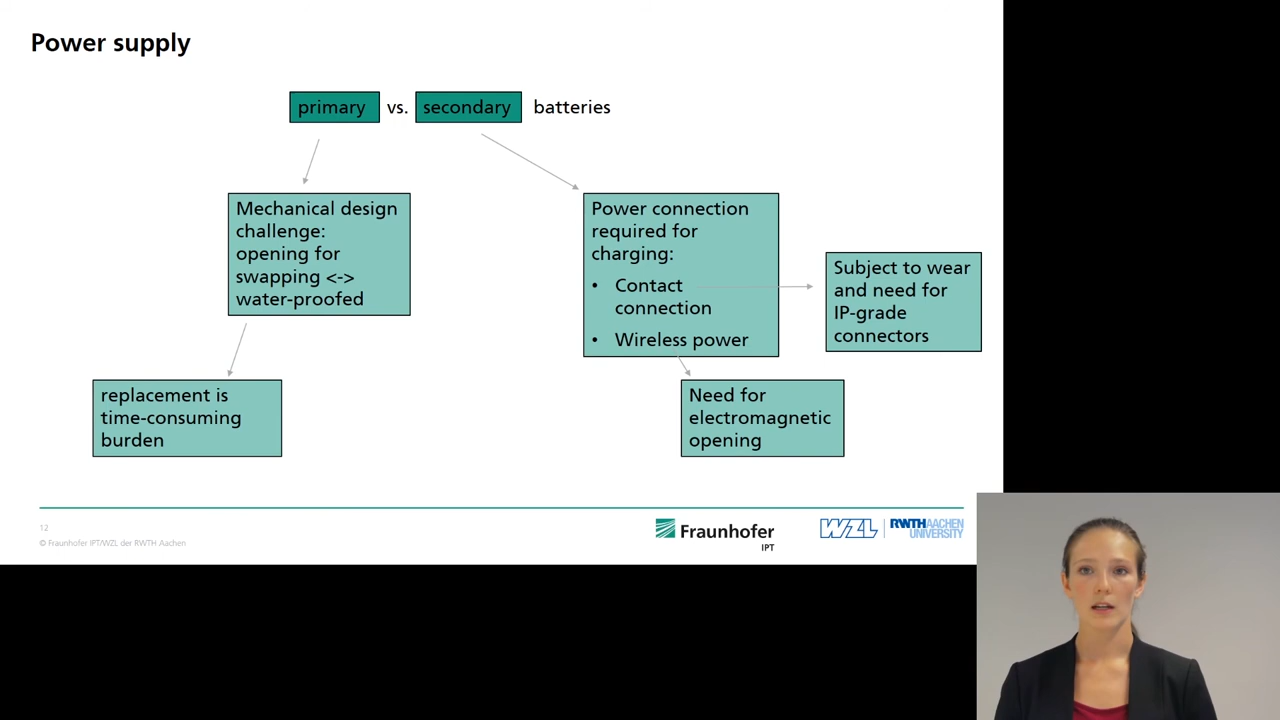 Power supply
primary vs. secondary batteries
Mechanical design
challenge:
opening for
swapping <->
water-proofed
Power connection
required for
charging:
• Contact
connection
• Wireless power
Subject to wear
and need for
IP-grade
connectors
replacement is
time-consuming
burden
Need for
electromagnetic
opening
12
© Fraunhofer IPT/WZL der RWTH Aachen
Fraunhofer
IPT
WZL
RWTH AACHEN
UNIVERSITY